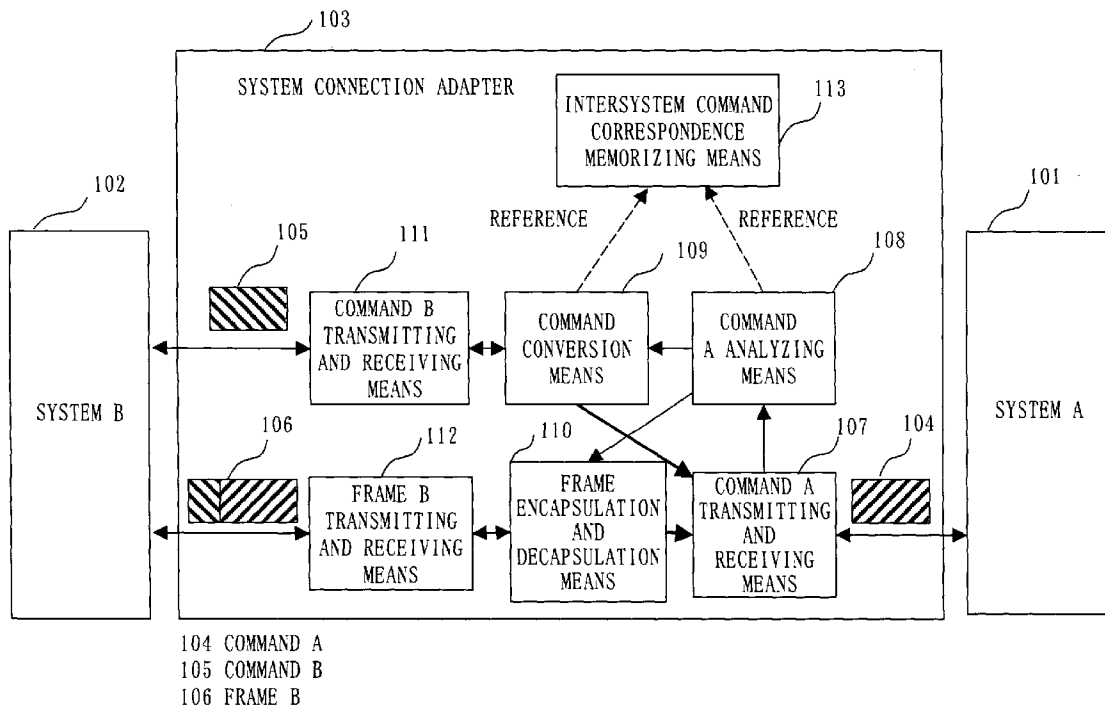 103
SYSTEM CONNECTION ADAPTER
INTERSYSTEM COMMAND
CORRESPONDENCE
MEMORIZING MEANS
113
102
101
REFERENCE
REFERENCE
105
111
109
108
COMMAND B
TRANSMITTING
AND RECEIVING
MEANS
COMMAND
CONVERSION
MEANS
COMMAND
A ANALYZING
MEANS
SYSTEM B
SYSTEM A
106
112
110
107
104
FRAME B
TRANSMITTING
AND RECEIVING
MEANS
FRAME
ENCAPSULATION
AND
DECAPSULATION
MEANS
COMMAND A
TRANSMITTING
AND
RECEIVING
MEANS
104 COMMAND A
105 COMMAND B
106 FRAME B